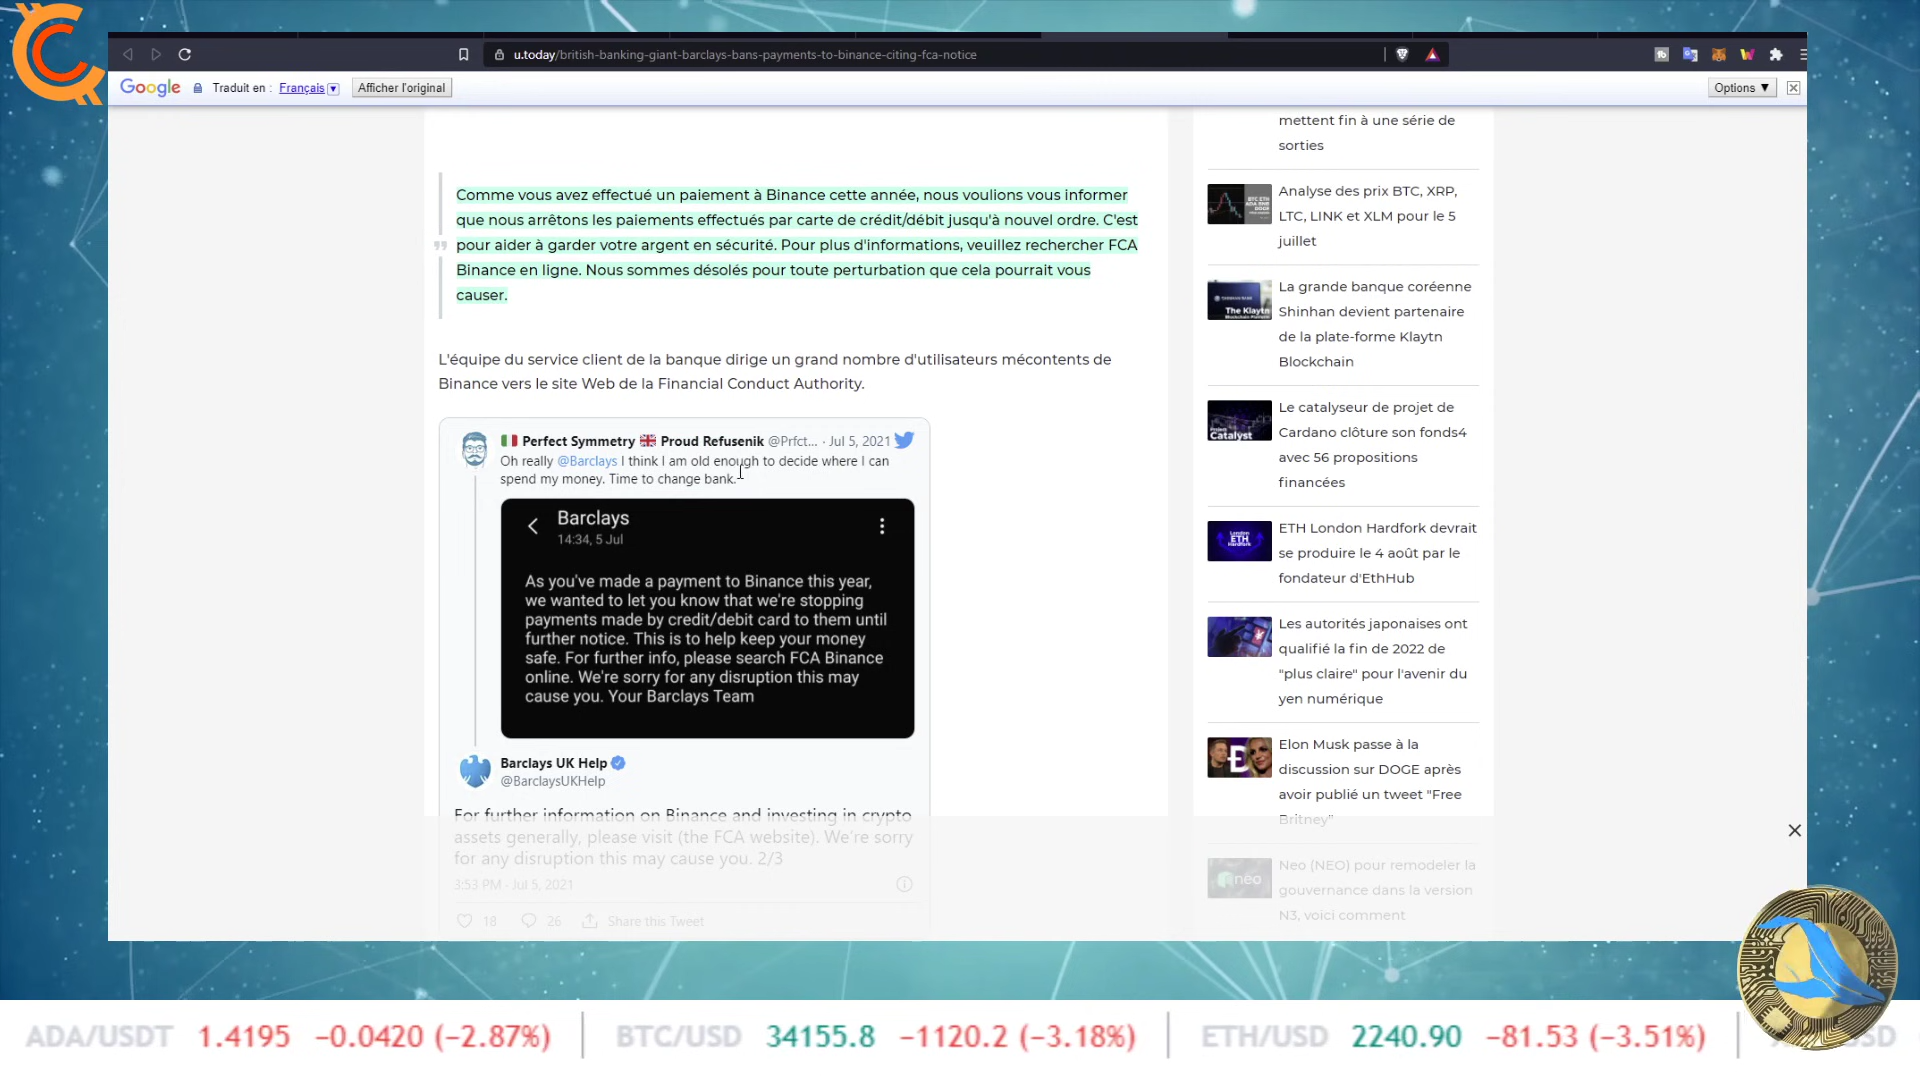 u.today/british-banking-giant-barclays-bans-payments-to-binance-citing-fca-notice
Google Traduit en : Français Afficher l'original Options
Comme vous avez effectué un paiement à Binance cette année, nous voulions vous informer
que nous arrêtons les paiements effectués par carte de crédit/débit jusqu'à nouvel ordre. C'est
pour aider à garder votre argent en sécurité. Pour plus d'informations, veuillez rechercher FCA
Binance en ligne. Nous sommes désolés pour toute perturbation que cela pourrait vous
causer.
L'équipe du service client de la banque dirige un grand nombre d'utilisateurs mécontents de
Binance vers le site Web de la Financial Conduct Authority.
Perfect Symmetry Proud Refusenik @Prfct... · Jul 5, 2021
Oh really @Barclays I think I am old enough to decide where I can
spend my money. Time to change bank.
Barclays
14:34, 5 Jul
As you've made a payment to Binance this year,
we wanted to let you know that we're stopping
payments made by credit/debit card to them until
further notice. This is to help keep your money
safe. For further info, please search FCA Binance
online. We're sorry for any disruption this may
cause you. Your Barclays Team
Barclays UK Help
@BarclaysUKHelp
For further information on Binance and investing in crypto
assets generally, please visit (the FCA website). We're sorry
for any disruption this may cause you. 2/3
3:53 PM · Jul 5, 2021
18 26 Share this Tweet
mettent fin à une série de
sorties
Analyse des prix BTC, XRP,
LTC, LINK et XLM pour le 5
juillet
La grande banque coréenne
Shinhan devient partenaire
de la plate-forme Klaytn
Blockchain
The Klaytn
Le catalyseur de projet de
Cardano clôture son fonds4
avec 56 propositions
financées
Catalyst
ETH London Hardfork devrait
se produire le 4 août par le
fondateur d'EthHub
London
ETH
Hardfork
Les autorités japonaises ont
qualifié la fin de 2022 de
"plus claire" pour l'avenir du
yen numérique
Elon Musk passe à la
discussion sur DOGE après
avoir publié un tweet "Free
Britney"
Neo (NEO) pour remodeler la
gouvernance dans la version
N3, voici comment
neo
ADA/USDT 1.4195 −0.0420 (−2.87%) BTC/USD 34155.8 −1120.2 (−3.18%) ETH/USD 2240.90 −81.53 (−3.51%)